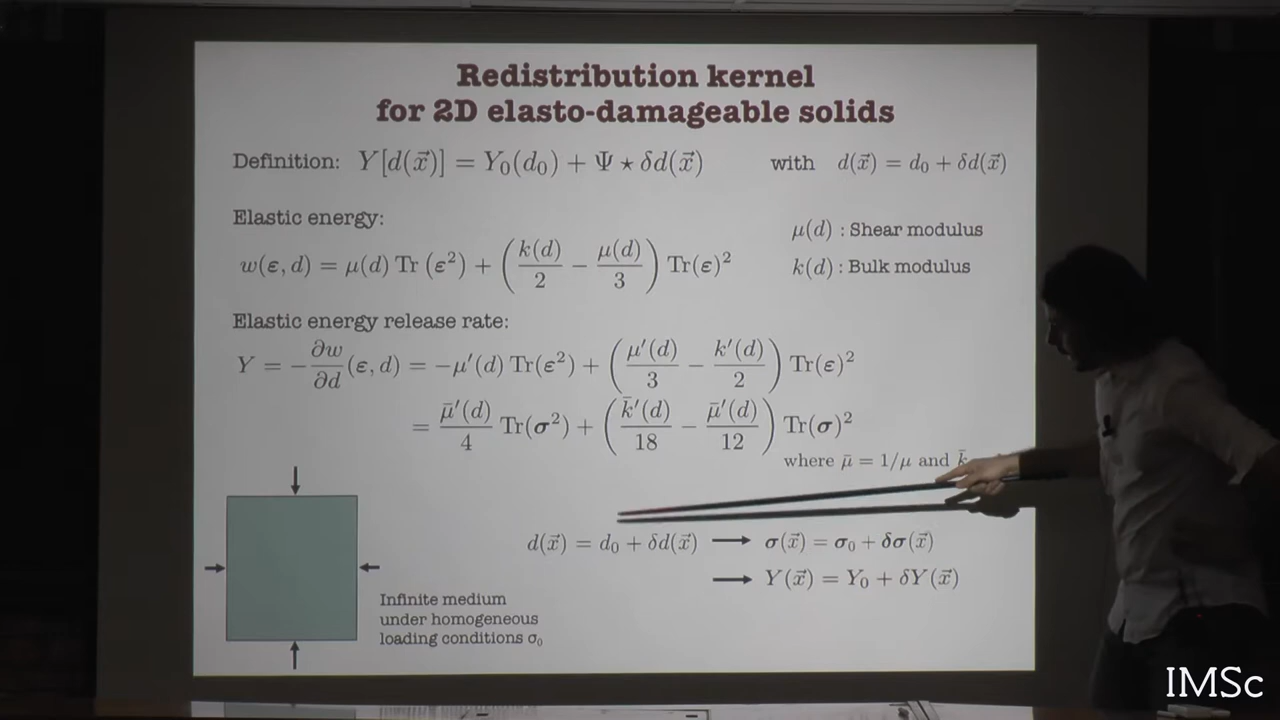 Redistribution kernel
for 2D elasto-damageable solids
Definition: Y[d(x⃗)] = Y₀(d₀) + Ψ ⋆ δd(x⃗) with d(x⃗) = d₀ + δd(x⃗)
Elastic energy:
μ(d) : Shear modulus
w(ε, d) = μ(d) Tr (ε²) + (k(d)/2 − μ(d)/3) Tr(ε)²
k(d) : Bulk modulus
Elastic energy release rate:
Y = −∂w/∂d (ε, d) = −μ′(d) Tr(ε²) + (μ′(d)/3 − k′(d)/2) Tr(ε)²
= μ̄′(d)/4 Tr(σ²) + (k̄′(d)/18 − μ̄′(d)/12) Tr(σ)²
where μ̄ = 1/μ and k̄
d(x⃗) = d₀ + δd(x⃗) → σ(x⃗) = σ₀ + δσ(x⃗)
→ Y(x⃗) = Y₀ + δY(x⃗)
Infinite medium
under homogeneous
loading conditions σ₀
IMSc